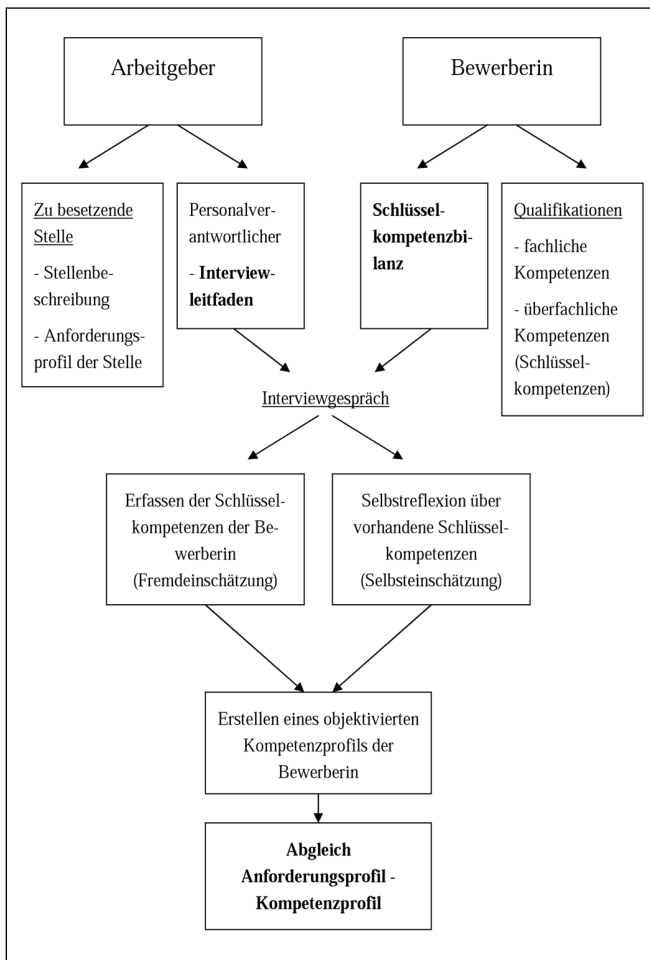 Arbeitgeber
Bewerberin
Zu besetzende
Stelle
- Stellenbe-
schreibung
- Anforderungs-
profil der Stelle
Personalver-
antwortlicher
- Interview-
leitfaden
Schlüssel-
kompetenzbi-
lanz
Qualifikationen
- fachliche
Kompetenzen
- überfachliche
Kompetenzen
(Schlüssel-
kompetenzen)
Interviewgespräch
Erfassen der Schlüssel-
kompetenzen der Be-
werberin
(Fremdeinschätzung)
Selbstreflexion über
vorhandene Schlüssel-
kompetenzen
(Selbsteinschätzung)
Erstellen eines objektivierten
Kompetenzprofils der
Bewerberin
Abgleich
Anforderungsprofil -
Kompetenzprofil